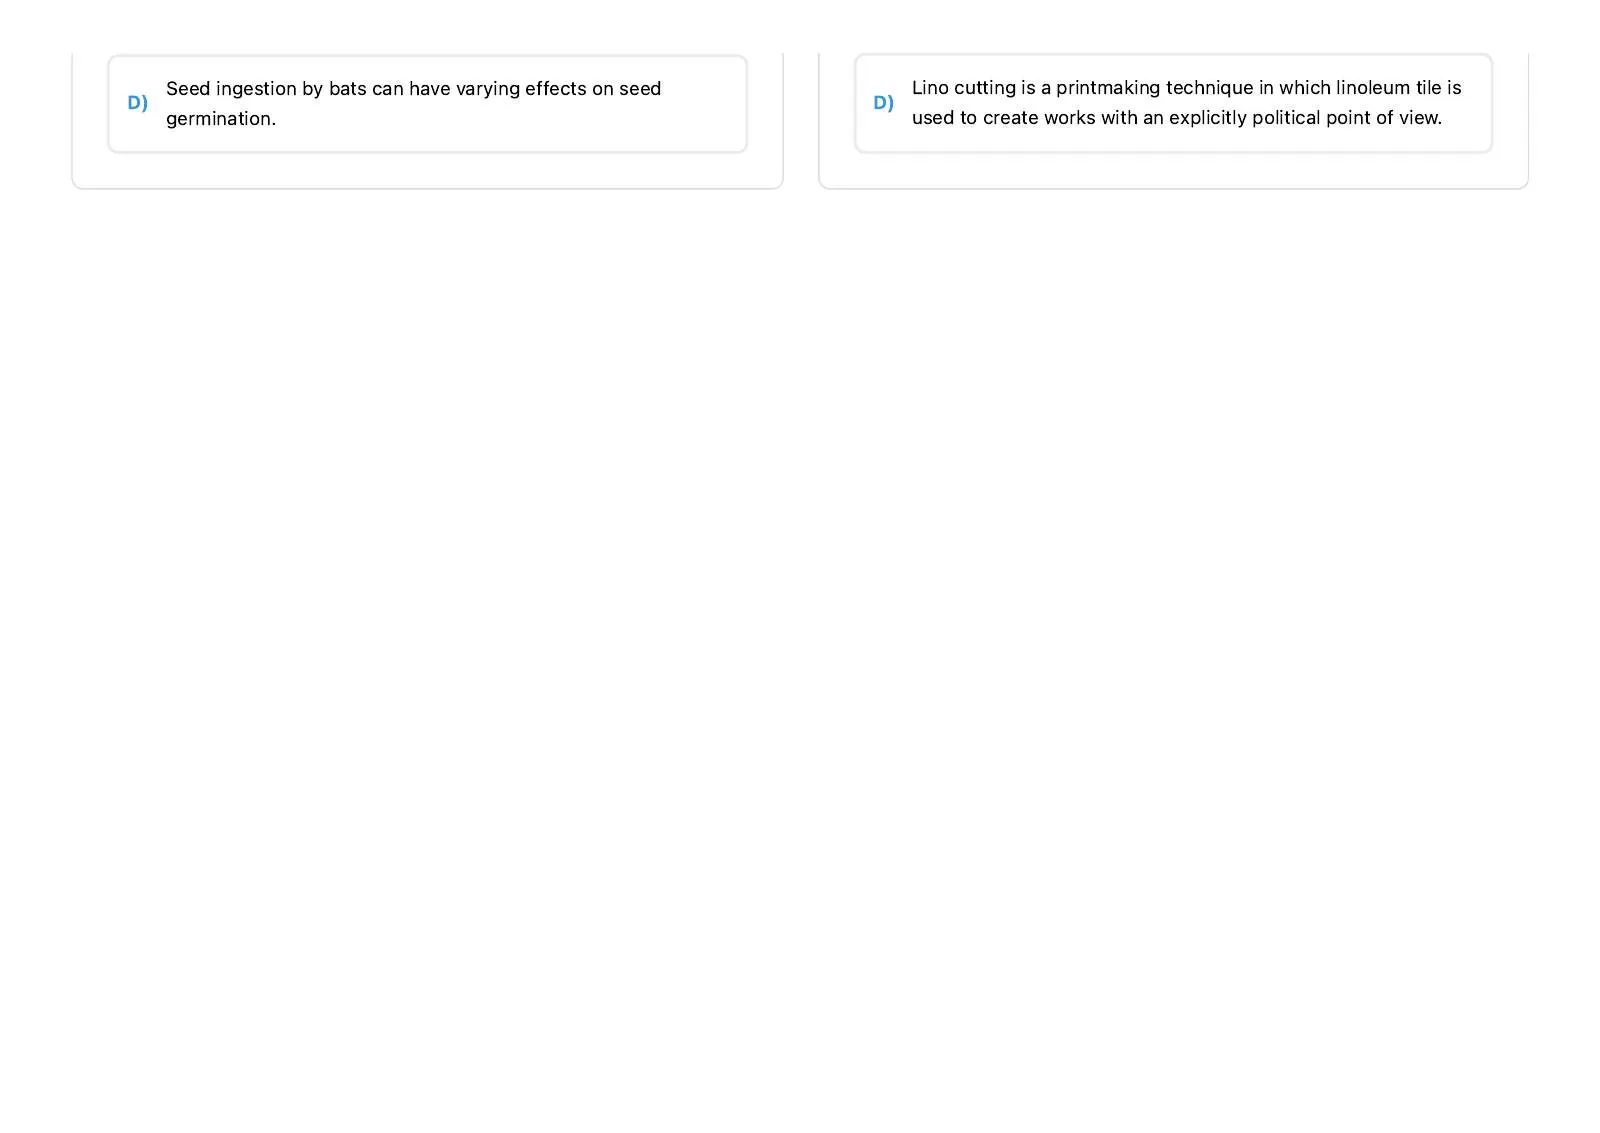 D) Seed ingestion by bats can have varying effects on seed
germination.
D) Lino cutting is a printmaking technique in which linoleum tile is
used to create works with an explicitly political point of view.